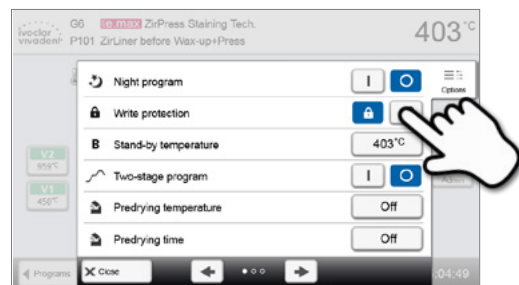 ivoclar
vivadent
G6 IPS e.max ZirPress Staining Tech.
P101 ZirLiner before Wax-up+Press
403°C
Night program
Write protection
B Stand-by temperature 403°C
Two-stage program
Predrying temperature Off
Predrying time Off
Options
V2
959°C
V1
450°C
Programs
Close
:04:49